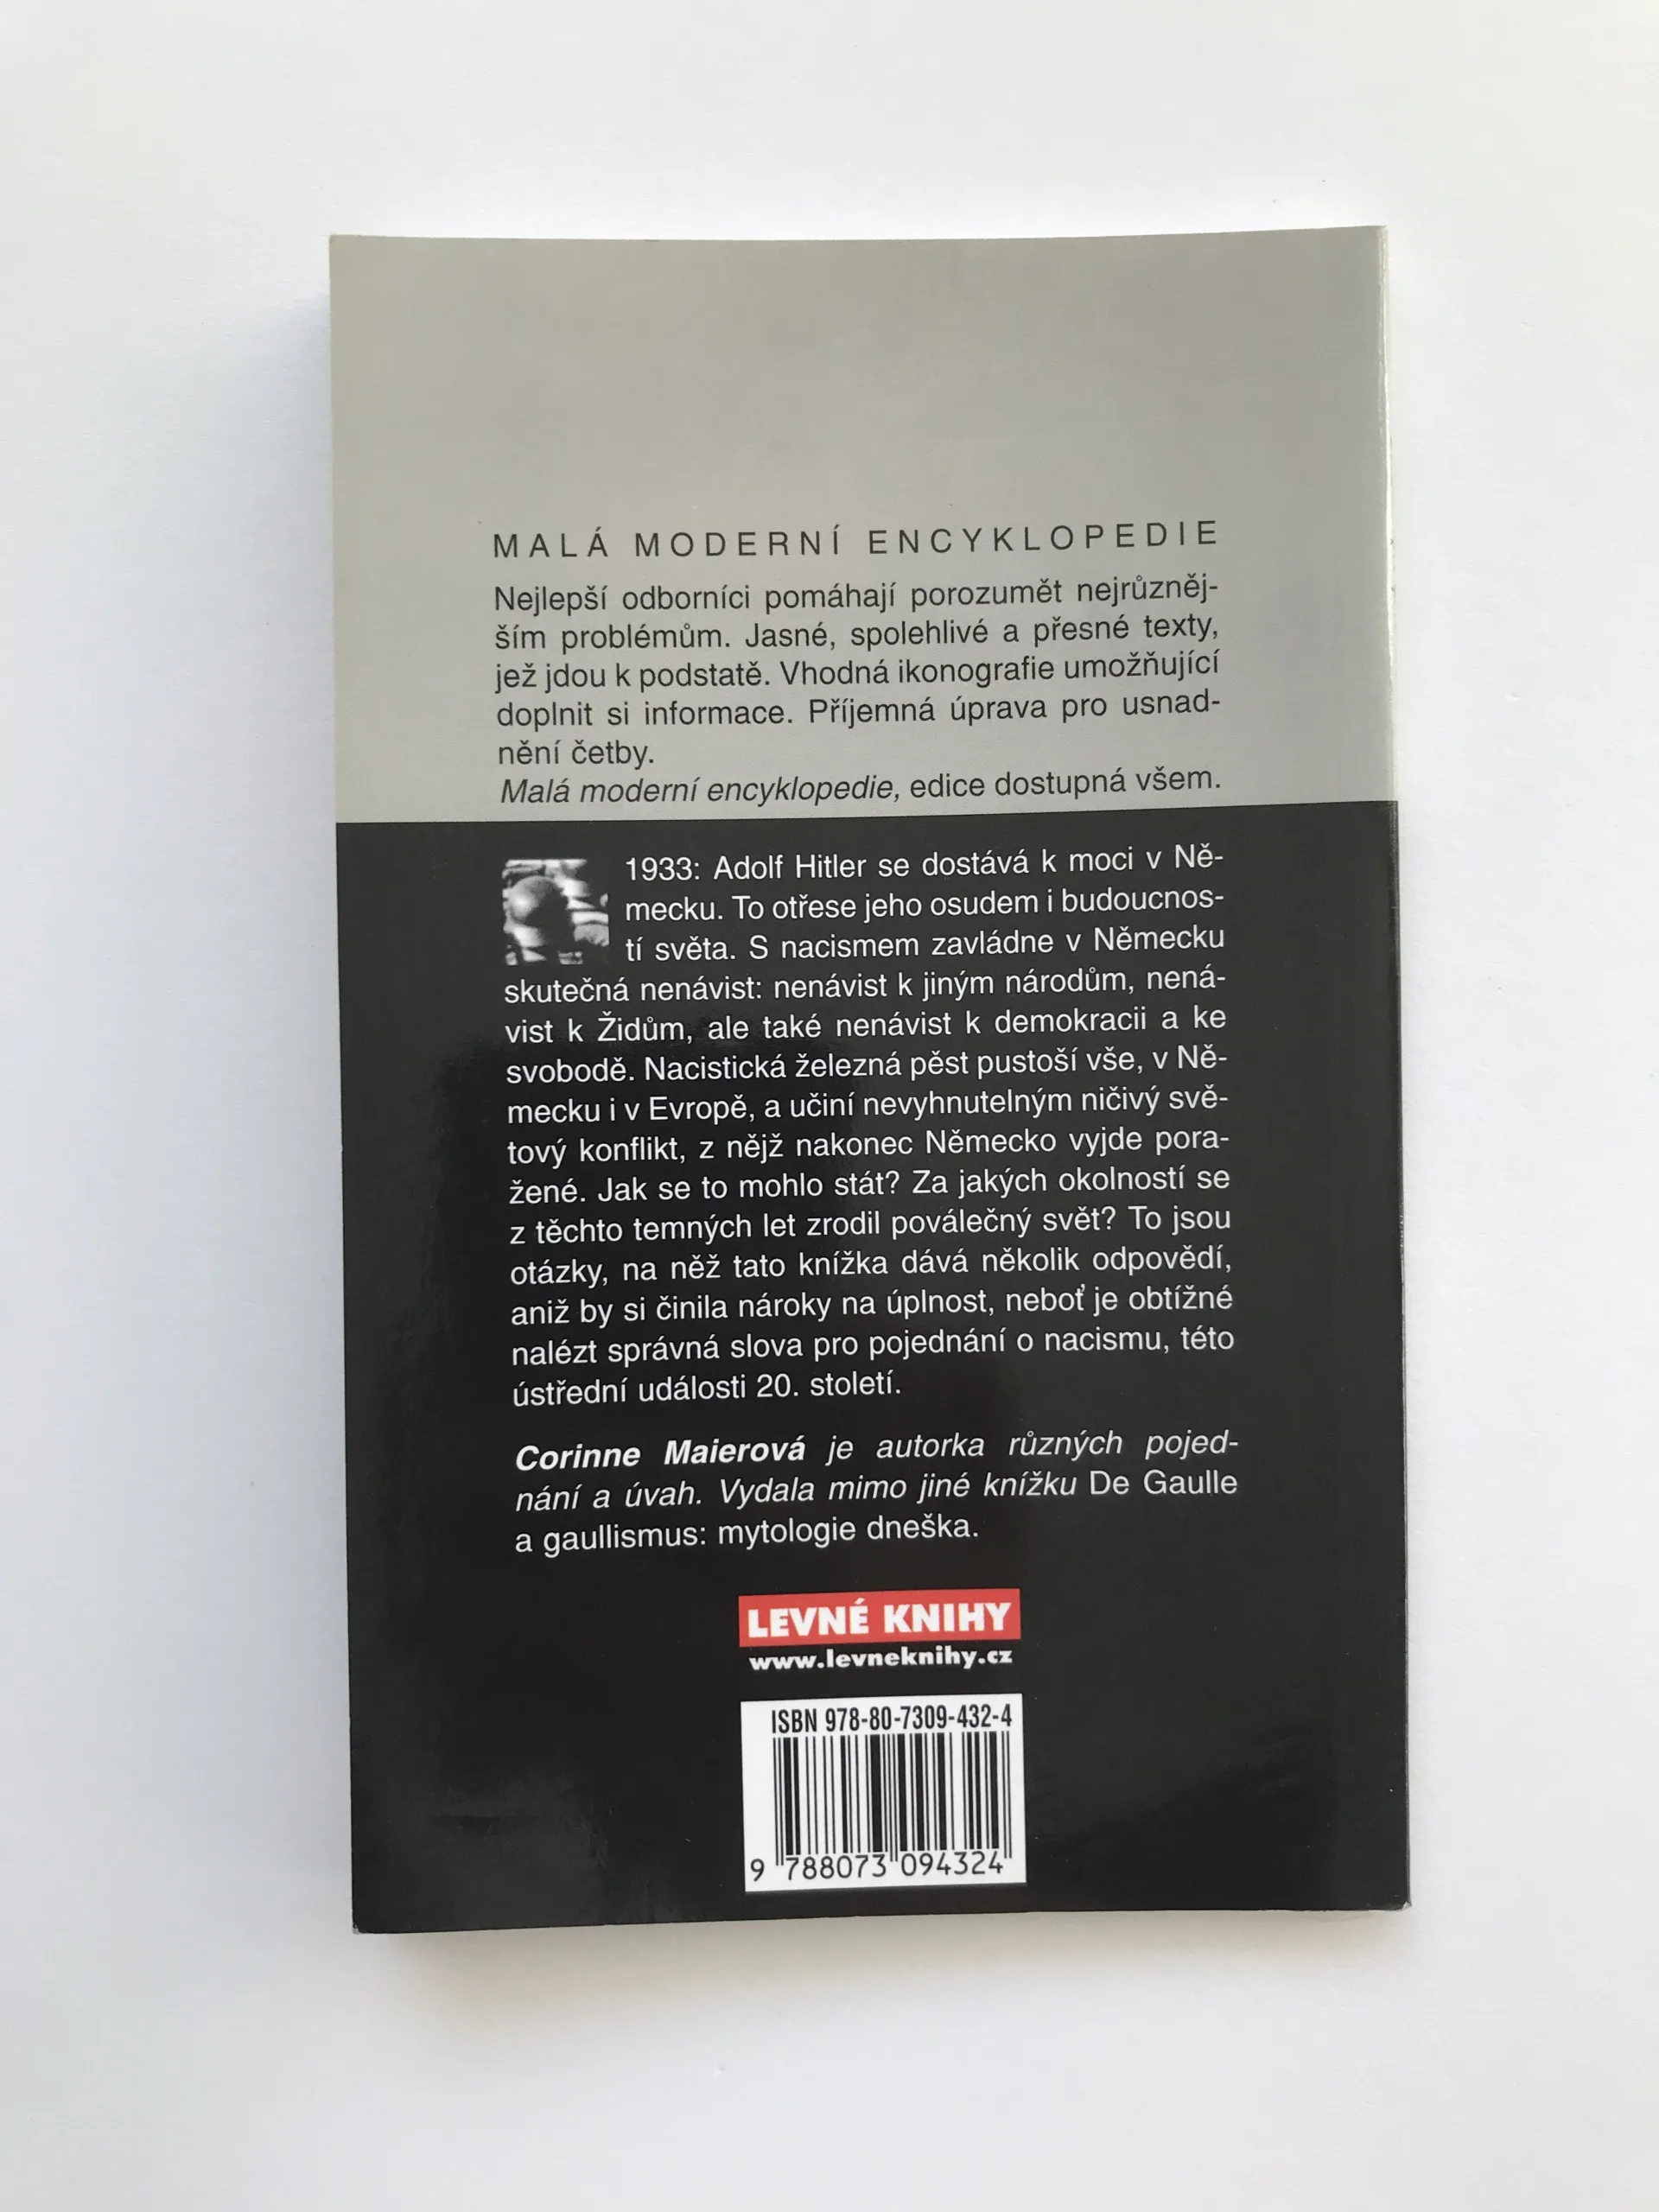 MALÁ MODERNÍ ENCYKLOPEDIE
Nejlepší odborníci pomáhají porozumět nejrůzněj-
ším problémům. Jasné, spolehlivé a přesné texty,
jež jdou k podstatě. Vhodná ikonografie umožňující
doplnit si informace. Příjemná úprava pro usnad-
nění četby.
Malá moderní encyklopedie, edice dostupná všem.
1933: Adolf Hitler se dostává k moci v Ně-
mecku. To otřese jeho osudem i budoucnos-
tí světa. S nacismem zavládne v Německu
skutečná nenávist: nenávist k jiným národům, nená-
vist k Židům, ale také nenávist k demokracii a ke
svobodě. Nacistická železná pěst pustoší vše, v Ně-
mecku i v Evropě, a učiní nevyhnutelným ničivý svě-
tový konflikt, z nějž nakonec Německo vyjde pora-
žené. Jak se to mohlo stát? Za jakých okolností se
z těchto temných let zrodil poválečný svět? To jsou
otázky, na něž tato knížka dává několik odpovědí,
aniž by si činila nároky na úplnost, neboť je obtížné
nalézt správná slova pro pojednání o nacismu, této
ústřední události 20. století.
Corinne Maierová je autorka různých pojed-
nání a úvah. Vydala mimo jiné knížku De Gaulle
a gaullismus: mytologie dneška.
LEVNÉ KNIHY
www.levneknihy.cz
ISBN 978-80-7309-432-4
9 788073 094324